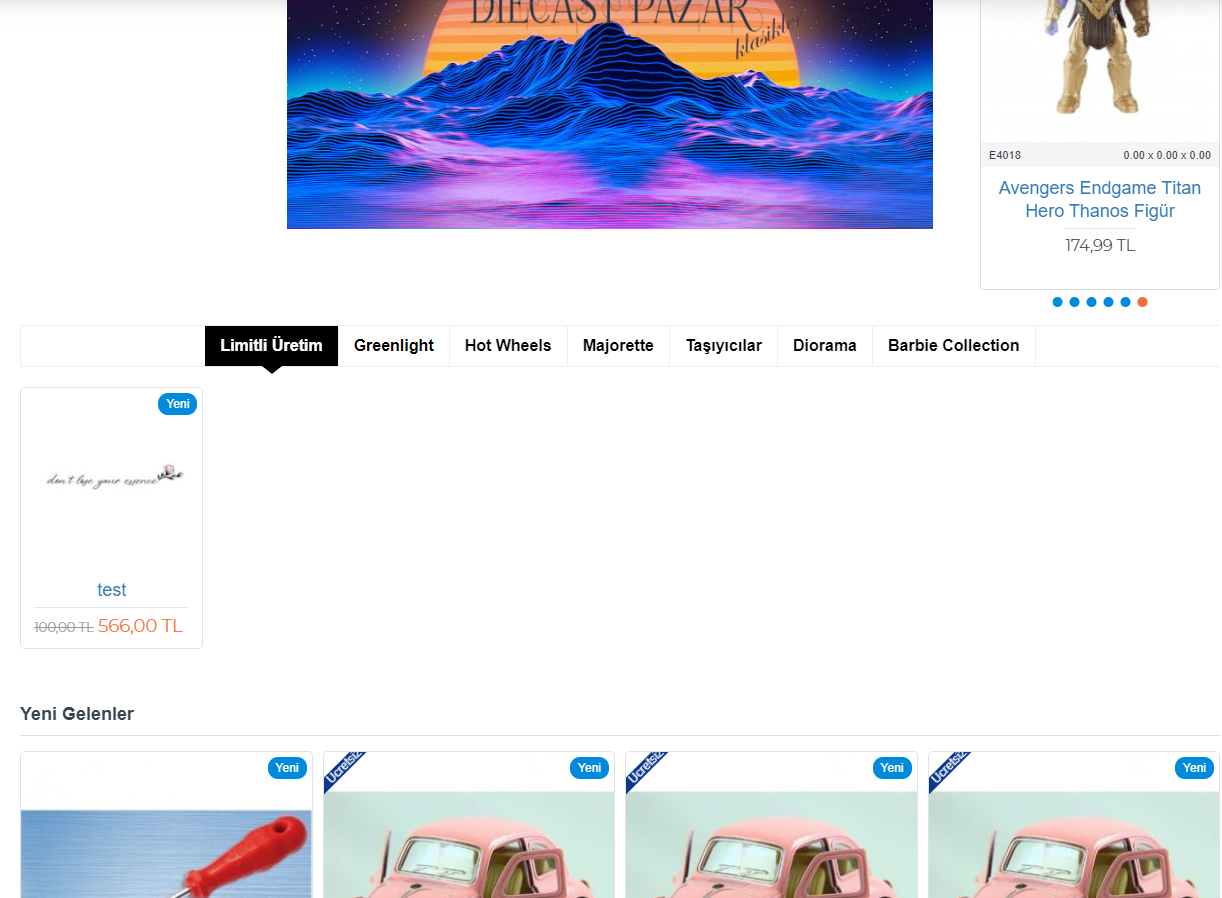 DIECAST PAZAR
klasikler
E4018 0.00 x 0.00 x 0.00
Avengers Endgame Titan
Hero Thanos Figür
174,99 TL
Limitli Üretim Greenlight Hot Wheels Majorette Taşıyıcılar Diorama Barbie Collection
Yeni
don't lose your essence
test
100,00 TL 566,00 TL
Yeni Gelenler
Yeni Ücretsiz Yeni Ücretsiz Yeni Ücretsiz Yeni